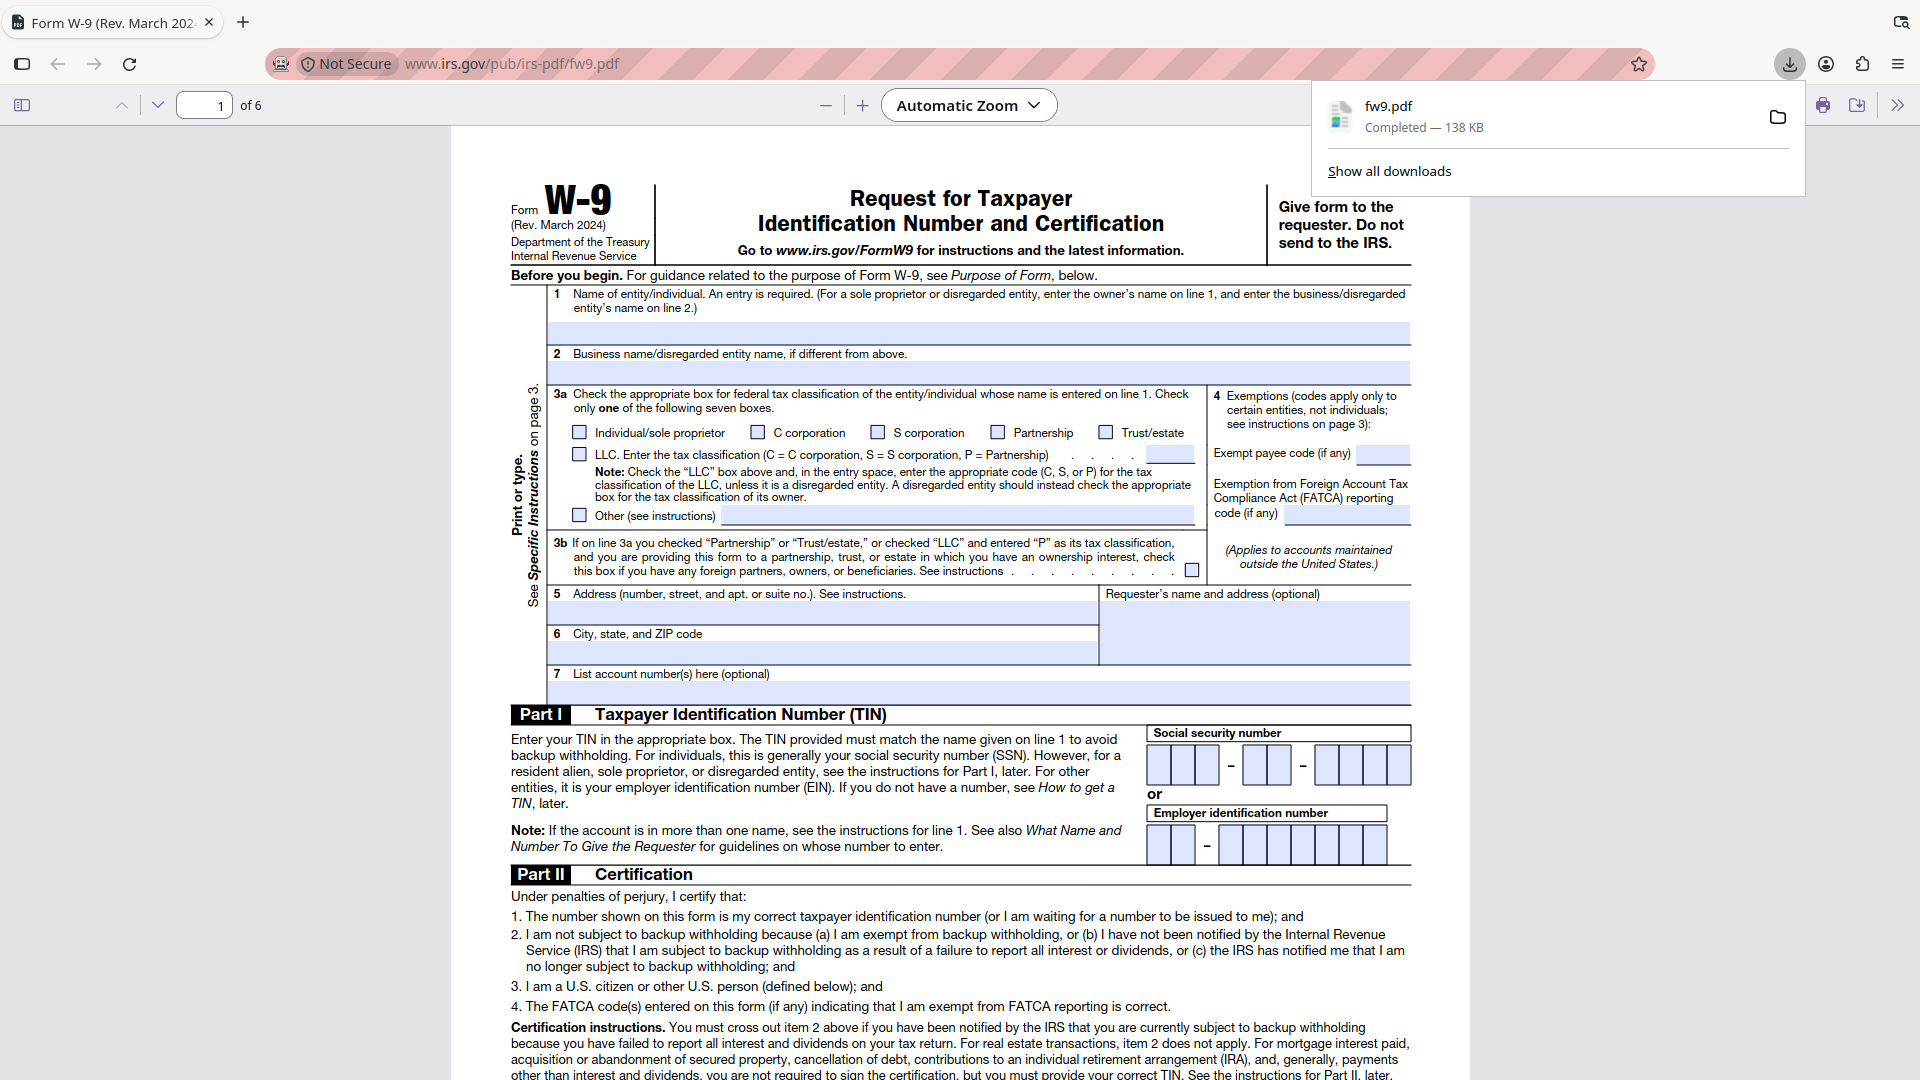 Form W-9 (Rev. March 202
Not Secure
www.irs.gov/pub/irs-pdf/fw9.pdf
1 of 6
Automatic Zoom
fw9.pdf
Completed — 138 KB
Show all downloads
Form W-9
(Rev. March 2024)
Department of the Treasury
Internal Revenue Service
Request for Taxpayer
Identification Number and Certification
Go to www.irs.gov/FormW9 for instructions and the latest information.
Give form to the
requester. Do not
send to the IRS.
Before you begin. For guidance related to the purpose of Form W-9, see Purpose of Form, below.
Print or type.
See Specific Instructions on page 3.
1 Name of entity/individual. An entry is required. (For a sole proprietor or disregarded entity, enter the owner’s name on line 1, and enter the business/disregarded
entity’s name on line 2.)
2 Business name/disregarded entity name, if different from above.
3a Check the appropriate box for federal tax classification of the entity/individual whose name is entered on line 1. Check
only one of the following seven boxes.
Individual/sole proprietor C corporation S corporation Partnership Trust/estate
LLC. Enter the tax classification (C = C corporation, S = S corporation, P = Partnership) . . . .
Note: Check the “LLC” box above and, in the entry space, enter the appropriate code (C, S, or P) for the tax
classification of the LLC, unless it is a disregarded entity. A disregarded entity should instead check the appropriate
box for the tax classification of its owner.
Other (see instructions)
4 Exemptions (codes apply only to
certain entities, not individuals;
see instructions on page 3):
Exempt payee code (if any)
Exemption from Foreign Account Tax
Compliance Act (FATCA) reporting
code (if any)
3b If on line 3a you checked “Partnership” or “Trust/estate,” or checked “LLC” and entered “P” as its tax classification,
and you are providing this form to a partnership, trust, or estate in which you have an ownership interest, check
this box if you have any foreign partners, owners, or beneficiaries. See instructions . . . . . . . . .
(Applies to accounts maintained
outside the United States.)
5 Address (number, street, and apt. or suite no.). See instructions.
Requester’s name and address (optional)
6 City, state, and ZIP code
7 List account number(s) here (optional)
Part I Taxpayer Identification Number (TIN)
Enter your TIN in the appropriate box. The TIN provided must match the name given on line 1 to avoid
backup withholding. For individuals, this is generally your social security number (SSN). However, for a
resident alien, sole proprietor, or disregarded entity, see the instructions for Part I, later. For other
entities, it is your employer identification number (EIN). If you do not have a number, see How to get a
TIN, later.
Note: If the account is in more than one name, see the instructions for line 1. See also What Name and
Number To Give the Requester for guidelines on whose number to enter.
Social security number
– –
or
Employer identification number
–
Part II Certification
Under penalties of perjury, I certify that:
1. The number shown on this form is my correct taxpayer identification number (or I am waiting for a number to be issued to me); and
2. I am not subject to backup withholding because (a) I am exempt from backup withholding, or (b) I have not been notified by the Internal Revenue
Service (IRS) that I am subject to backup withholding as a result of a failure to report all interest or dividends, or (c) the IRS has notified me that I am
no longer subject to backup withholding; and
3. I am a U.S. citizen or other U.S. person (defined below); and
4. The FATCA code(s) entered on this form (if any) indicating that I am exempt from FATCA reporting is correct.
Certification instructions. You must cross out item 2 above if you have been notified by the IRS that you are currently subject to backup withholding
because you have failed to report all interest and dividends on your tax return. For real estate transactions, item 2 does not apply. For mortgage interest paid,
acquisition or abandonment of secured property, cancellation of debt, contributions to an individual retirement arrangement (IRA), and, generally, payments
other than interest and dividends, you are not required to sign the certification, but you must provide your correct TIN. See the instructions for Part II, later.